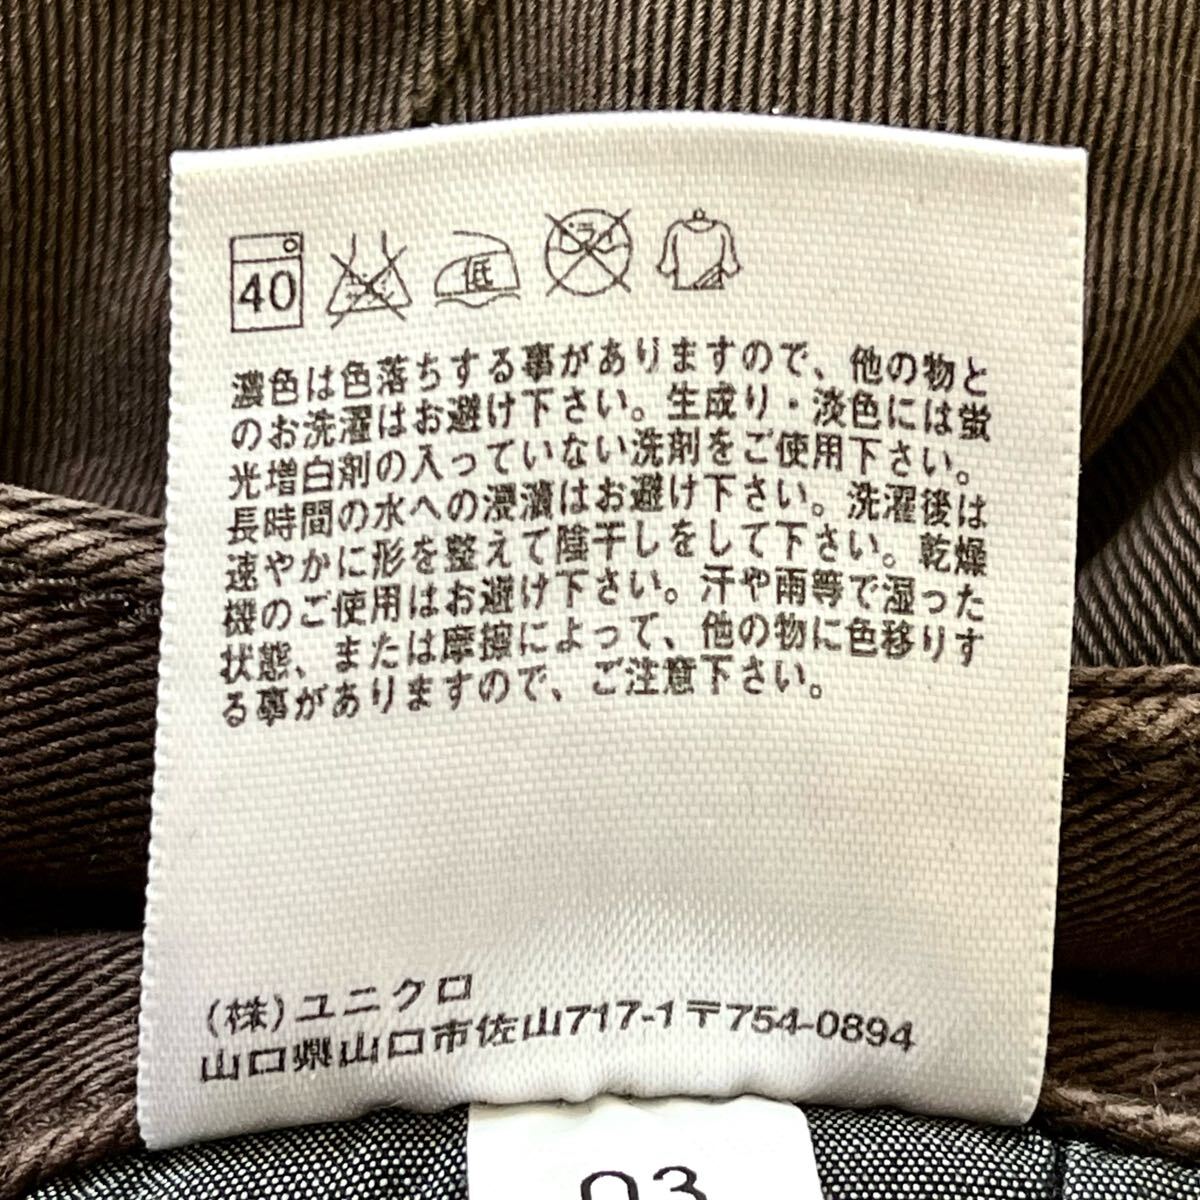 40
低
ドライ
濃色は色落ちする事がありますので、他の物と
のお洗濯はお避け下さい。生成り・淡色には蛍
光増白剤の入っていない洗剤をご使用下さい。
長時間の水への浸漬はお避け下さい。洗濯後は
速やかに形を整えて陰干しをして下さい。乾燥
機のご使用はお避け下さい。汗や雨等で湿った
状態、または摩擦によって、他の物に色移りす
る事がありますので、ご注意下さい。
(株)ユニクロ
山口県山口市佐山717-1〒754-0894
03